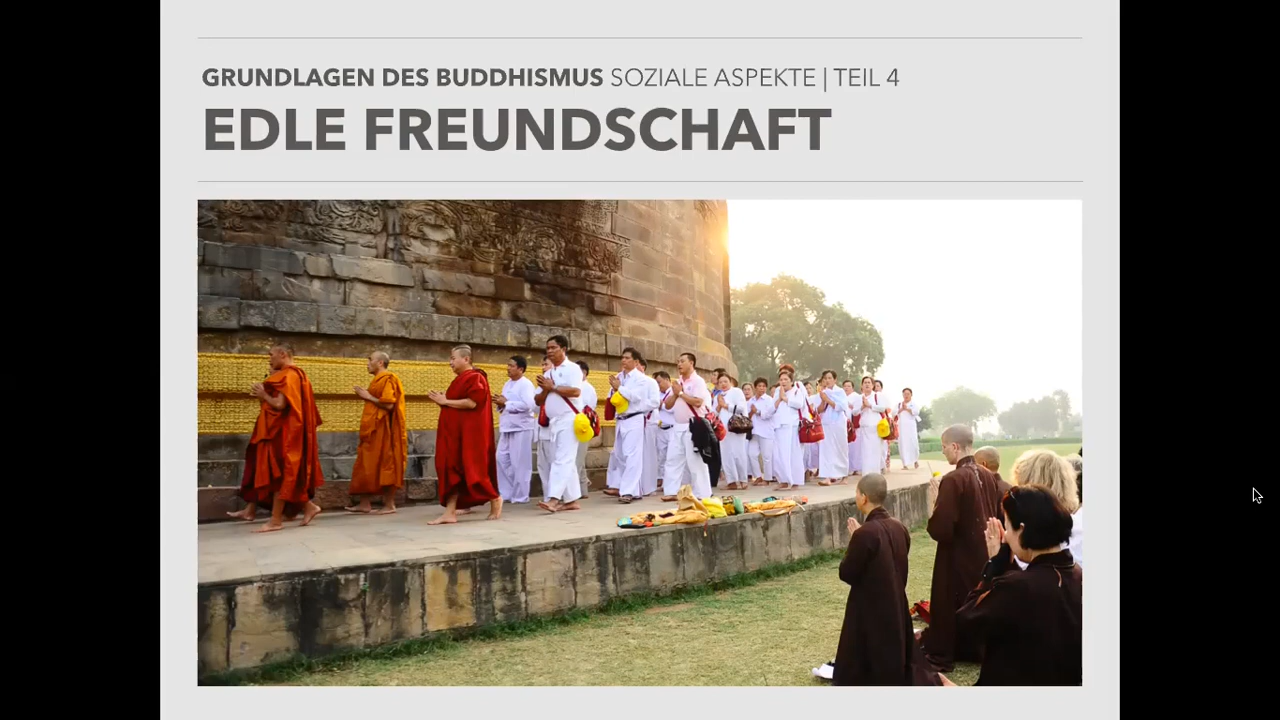 GRUNDLAGEN DES BUDDHISMUS SOZIALE ASPEKTE | TEIL 4
EDLE FREUNDSCHAFT